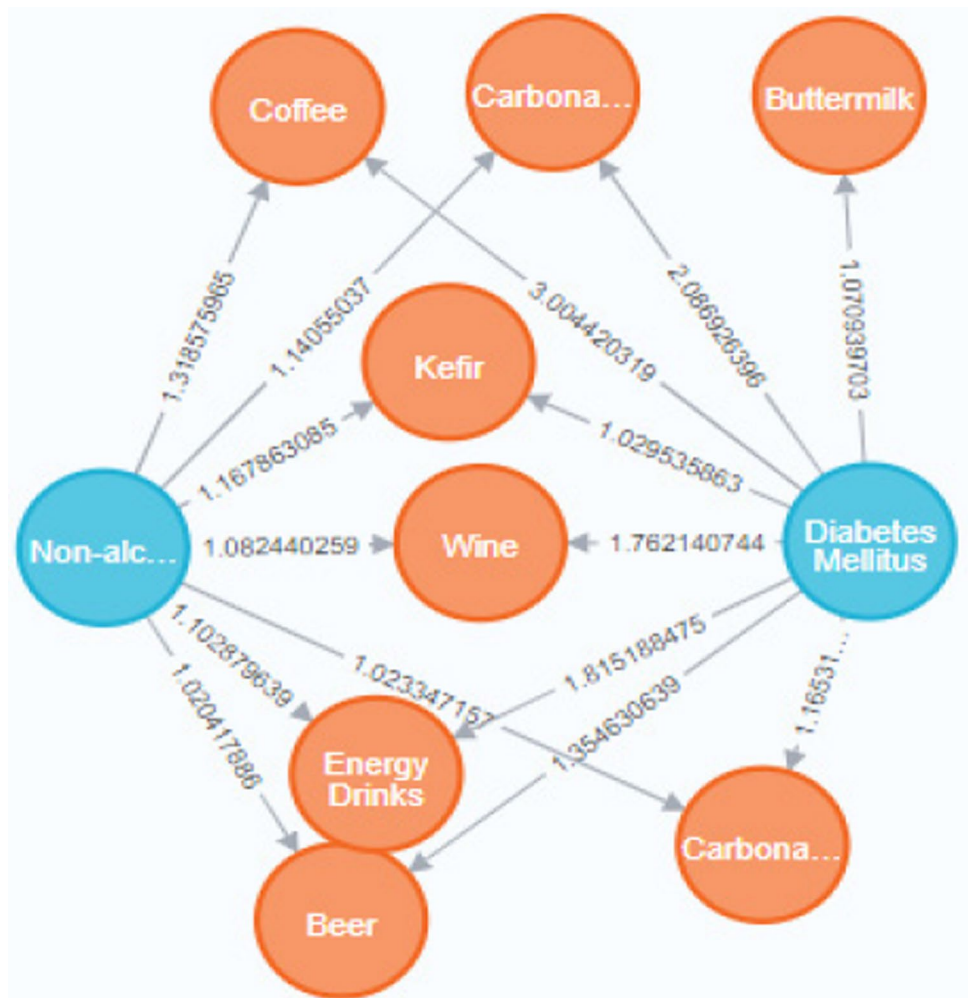 Coffee
Carbona...
Buttermilk
1.318575965
1.14055037
3.004420319
2.086926396
1.070939703
Kefir
1.167863085
1.029535863
Non-alc...
1.082440259
Wine
1.762140744
Diabetes
Mellitus
1.102879639
1.020417886
1.023347157
1.815188475
1.354630639
1.16531...
Energy
Drinks
Carbona...
Beer